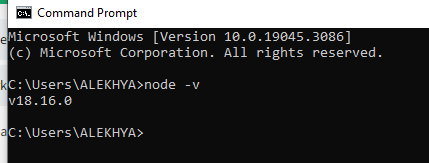 Command Prompt
Microsoft Windows [Version 10.0.19045.3086]
(c) Microsoft Corporation. All rights reserved.
C:\Users\ALEKHYA>node -v
v18.16.0
C:\Users\ALEKHYA>